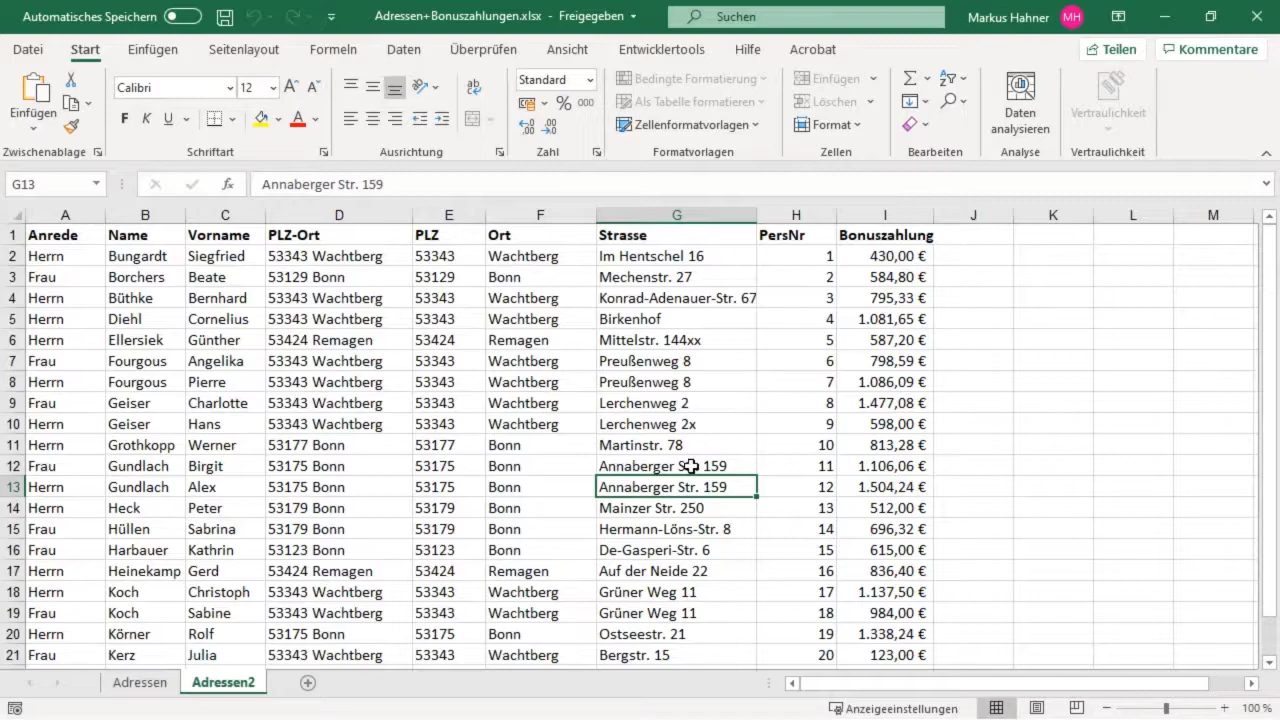 Automatisches Speichern Adressen+Bonuszahlungen.xlsx - Freigegeben Suchen Markus Hahner MH
Datei Start Einfügen Seitenlayout Formeln Daten Überprüfen Ansicht Entwicklertools Hilfe Acrobat Teilen Kommentare
Einfügen Calibri 12 Standard Bedingte Formatierung Einfügen Daten analysieren Vertraulichkeit
F K U % 000 Als Tabelle formatieren Löschen
Zellenformatvorlagen Format
Zwischenablage Schriftart Ausrichtung Zahl Formatvorlagen Zellen Bearbeiten Analyse Vertraulichkeit
G13 fx Annaberger Str. 159
A B C D E F G H I J K L M
1 Anrede Name Vorname PLZ-Ort PLZ Ort Strasse PersNr Bonuszahlung
2 Herrn Bungardt Siegfried 53343 Wachtberg 53343 Wachtberg Im Hentschel 16 1 430,00 €
3 Frau Borchers Beate 53129 Bonn 53129 Bonn Mechenstr. 27 2 584,80 €
4 Herrn Büthke Bernhard 53343 Wachtberg 53343 Wachtberg Konrad-Adenauer-Str. 67 3 795,33 €
5 Herrn Diehl Cornelius 53343 Wachtberg 53343 Wachtberg Birkenhof 4 1.081,65 €
6 Herrn Ellersiek Günther 53424 Remagen 53424 Remagen Mittelstr. 144xx 5 587,20 €
7 Frau Fourgous Angelika 53343 Wachtberg 53343 Wachtberg Preußenweg 8 6 798,59 €
8 Herrn Fourgous Pierre 53343 Wachtberg 53343 Wachtberg Preußenweg 8 7 1.086,09 €
9 Frau Geiser Charlotte 53343 Wachtberg 53343 Wachtberg Lerchenweg 2 8 1.477,08 €
10 Herrn Geiser Hans 53343 Wachtberg 53343 Wachtberg Lerchenweg 2x 9 598,00 €
11 Herrn Grothkopp Werner 53177 Bonn 53177 Bonn Martinstr. 78 10 813,28 €
12 Frau Gundlach Birgit 53175 Bonn 53175 Bonn Annaberger Str. 159 11 1.106,06 €
13 Herrn Gundlach Alex 53175 Bonn 53175 Bonn Annaberger Str. 159 12 1.504,24 €
14 Herrn Heck Peter 53179 Bonn 53179 Bonn Mainzer Str. 250 13 512,00 €
15 Frau Hüllen Sabrina 53179 Bonn 53179 Bonn Hermann-Löns-Str. 8 14 696,32 €
16 Frau Harbauer Kathrin 53123 Bonn 53123 Bonn De-Gasperi-Str. 6 15 615,00 €
17 Herrn Heinekamp Gerd 53424 Remagen 53424 Remagen Auf der Neide 22 16 836,40 €
18 Herrn Koch Christoph 53343 Wachtberg 53343 Wachtberg Grüner Weg 11 17 1.137,50 €
19 Frau Koch Sabine 53343 Wachtberg 53343 Wachtberg Grüner Weg 11 18 984,00 €
20 Herrn Körner Rolf 53175 Bonn 53175 Bonn Ostseestr. 21 19 1.338,24 €
21 Frau Kerz Julia 53343 Wachtberg 53343 Wachtberg Bergstr. 15 20 123,00 €
Adressen Adressen2
Anzeigeeinstellungen 100 %